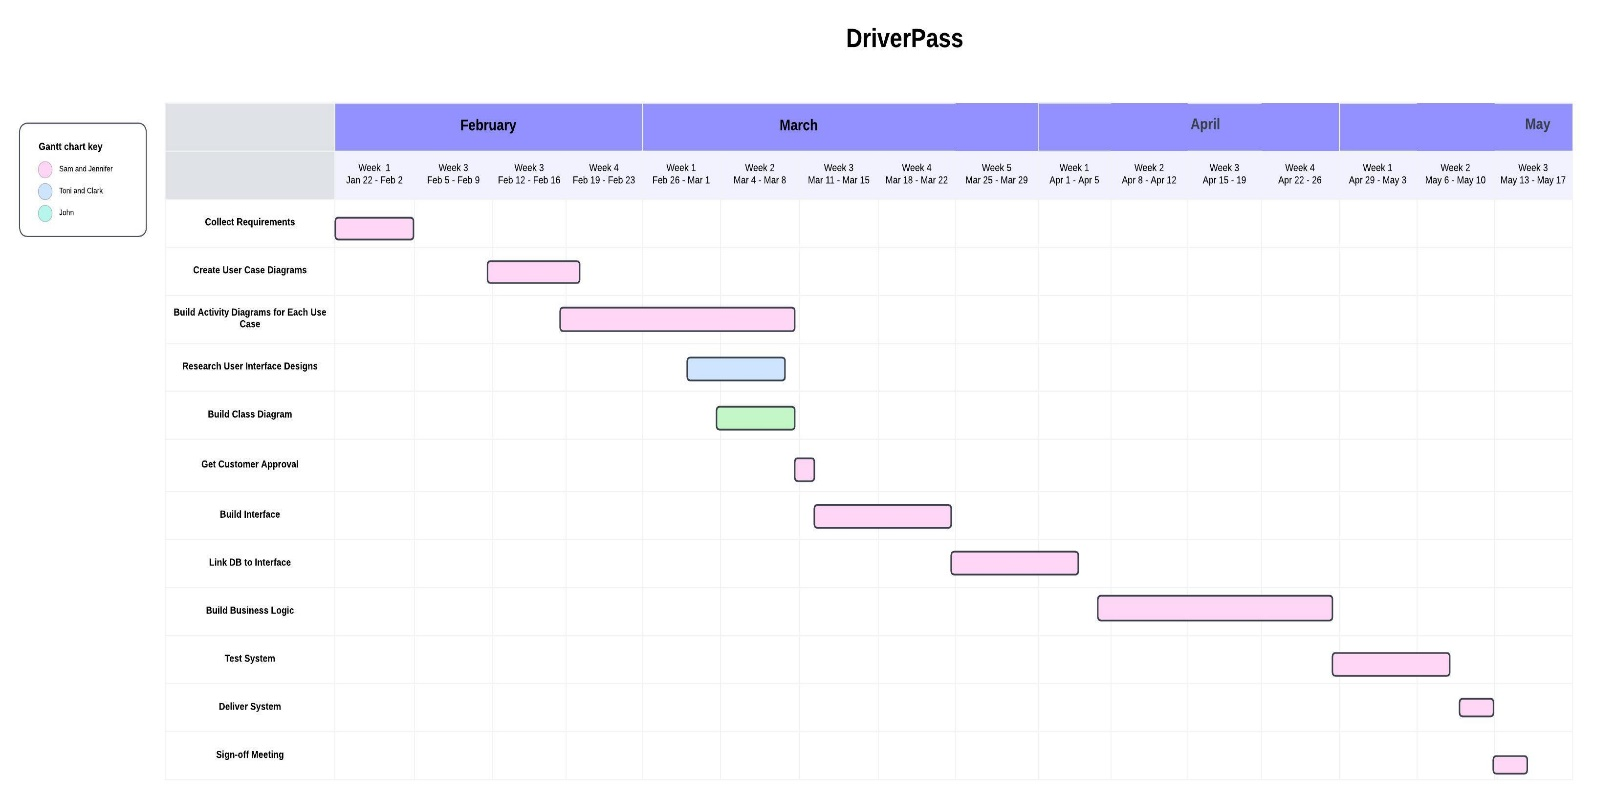 DriverPass
Gantt chart key
Sam and Jennifer
Toni and Clark
John
February
March
April
May
Week 1
Jan 22 - Feb 2
Week 3
Feb 5 - Feb 9
Week 3
Feb 12 - Feb 16
Week 4
Feb 19 - Feb 23
Week 1
Feb 26 - Mar 1
Week 2
Mar 4 - Mar 8
Week 3
Mar 11 - Mar 15
Week 4
Mar 18 - Mar 22
Week 5
Mar 25 - Mar 29
Week 1
Apr 1 - Apr 5
Week 2
Apr 8 - Apr 12
Week 3
Apr 15 - 19
Week 4
Apr 22 - 26
Week 1
Apr 29 - May 3
Week 2
May 6 - May 10
Week 3
May 13 - May 17
Collect Requirements
Create User Case Diagrams
Build Activity Diagrams for Each Use
Case
Research User Interface Designs
Build Class Diagram
Get Customer Approval
Build Interface
Link DB to Interface
Build Business Logic
Test System
Deliver System
Sign-off Meeting